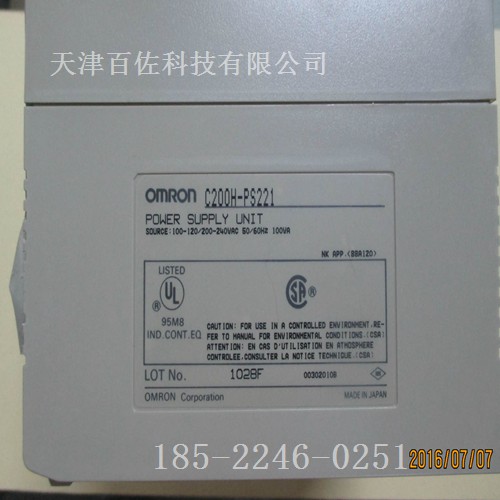 天津百佐科技有限公司
OMRON C200H-PS221
POWER SUPPLY UNIT
SOURCE:100-120/200-240VAC 50/60Hz 100VA
NK APP.(88A120)
LISTED
UL
®
95M8
IND.CONT.EQ
SA
®
CAUTION: FOR USE IN A CONTROLLED ENVIRONMENT.RE-
FER TO MANUAL FOR ENVIRONMENTAL CONDITIONS.(CSA)
ATTENTION: EN CAS D'UTILISATION EN ATMOSPHERE
CONTROLEE.CONSULTER LA NOTICE TECHNIQUE.(CSA)
LOT No. 1028F 00302010B
OMRON Corporation MADE IN JAPAN
185-2246-0251
2016/07/07